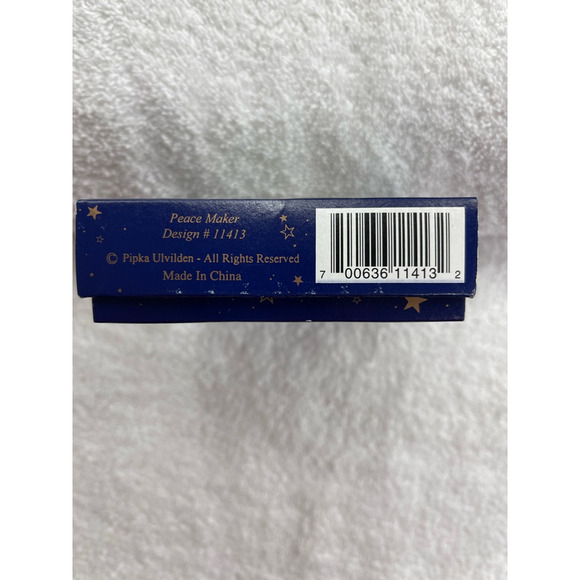 Peace Maker
Design # 11413
© Pipka Ulvilden - All Rights Reserved
Made In China
7 00636 11413 2